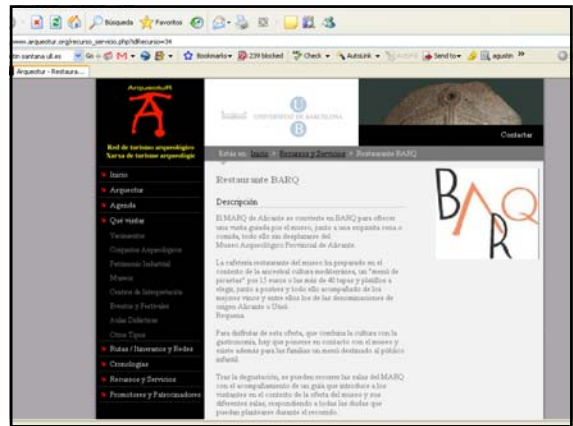 Búsqueda Favoritos
www.arqueotur.org/recurso_servicio.php?idRecurso=34
tin santana ull.es Go Bookmarks 239 blocked Check AutoLink Send to agustin
Arqueotur - Restaura...
ArqueotuR
Red de turismo arqueológico
Xarxa de turisme arqueològic
UNIVERSITAT DE BARCELONA
U
B
Contactar
Estás en: Inicio > Recursos y Servicios > Restaurante BARQ
Inicio
Arqueotur
Agenda
Qué visitar
Yacimientos
Conjuntos Arqueológicos
Patrimonio Industrial
Museos
Centros de Interpretación
Eventos y Festivales
Aulas Didácticas
Otros Tipos
Rutas / Itinerarios y Redes
Cronologías
Recursos y Servicios
Promotores y Patrocinadores
Restaurante BARQ
Descripción
El MARQ de Alicante se convierte en BARQ para ofrecer
una visita guiada por el museo, junto a una exquisita cena o
comida, todo ello sin desplazarse del
Museo Arqueológico Provincial de Alicante.
La cafetería restaurante del museo ha preparado en el
contexto de la ancestral cultura mediterránea, un "menú de
picaetas" por 15 euros o las más de 40 tapas y platillos a
elegir, junto a postres y todo ello acompañado de los
mejores vinos y entre ellos los de las denominaciones de
origen Alicante o Utiel-
Requena.
Para disfrutar de esta oferta, que combina la cultura con la
gastronomía, hay que ponerse en contacto con el museo y
existe además para las familias un menú destinado al público
infantil.
Tras la degustación, se pueden recorrer las salas del MARQ
con el acompañamiento de un guía que introduce a los
visitantes en el contexto de la oferta del museo y sus
diferentes salas, respondiendo a todas las dudas que
puedan plantearse durante el recorrido.
BARQ